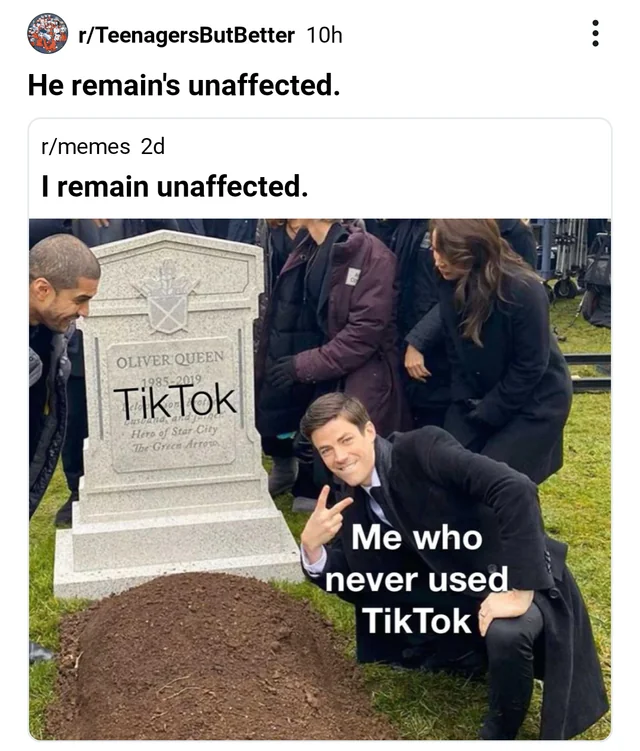 r/TeenagersButBetter 10h
He remain's unaffected.
r/memes 2d
I remain unaffected.
OLIVER QUEEN
1985-2019
TikTok
Hero of Star City
The Green Arrow
Me who
never used
TikTok